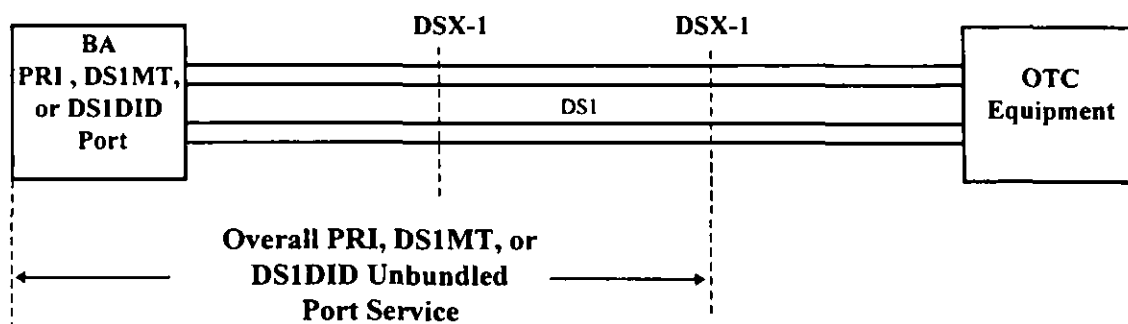 DSX-1
DSX-1
BA
PRI , DS1MT,
or DS1DID
Port
DS1
OTC
Equipment
Overall PRI, DS1MT, or
DS1DID Unbundled
Port Service